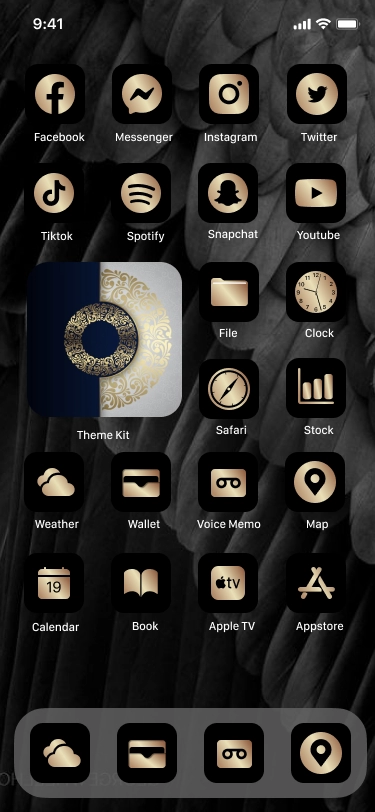 9:41
Facebook Messenger Instagram Twitter
Tiktok Spotify Snapchat Youtube
File Clock
Safari Stock
Theme Kit
Weather Wallet Voice Memo Map
19 tv
Calendar Book Apple TV Appstore